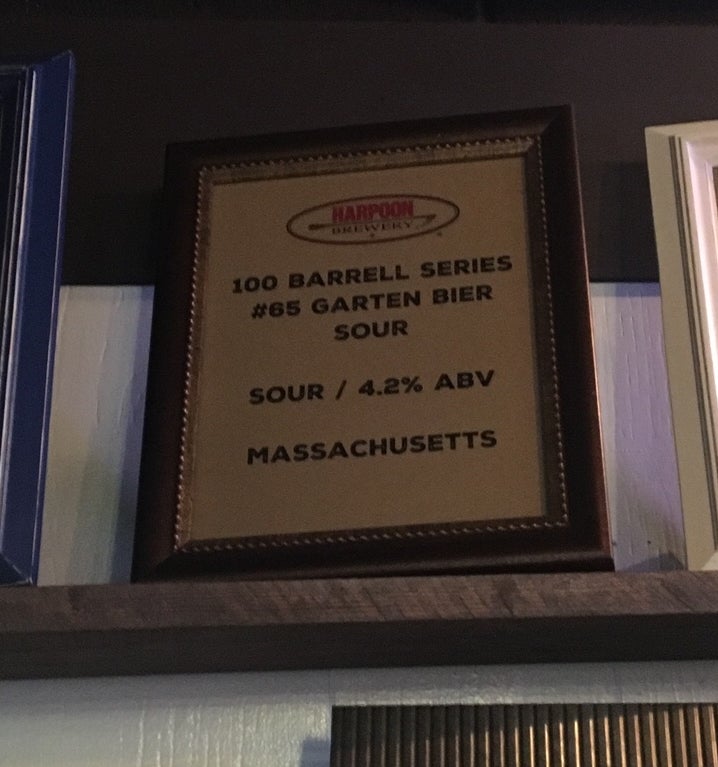 HARPOON
BREWERY
100 BARRELL SERIES
#65 GARTEN BIER
SOUR
SOUR / 4.2% ABV
MASSACHUSETTS